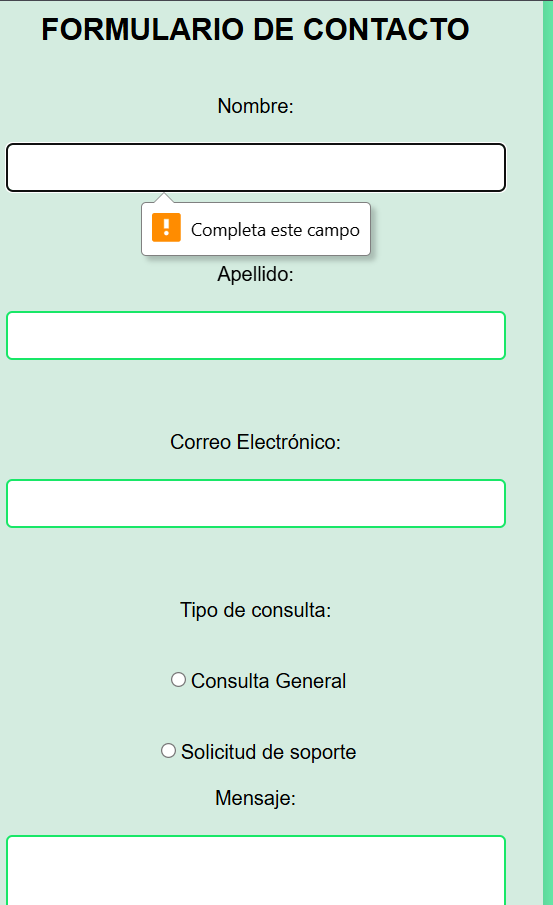 FORMULARIO DE CONTACTO
Nombre:
Completa este campo
Apellido:
Correo Electrónico:
Tipo de consulta:
Consulta General
Solicitud de soporte
Mensaje: